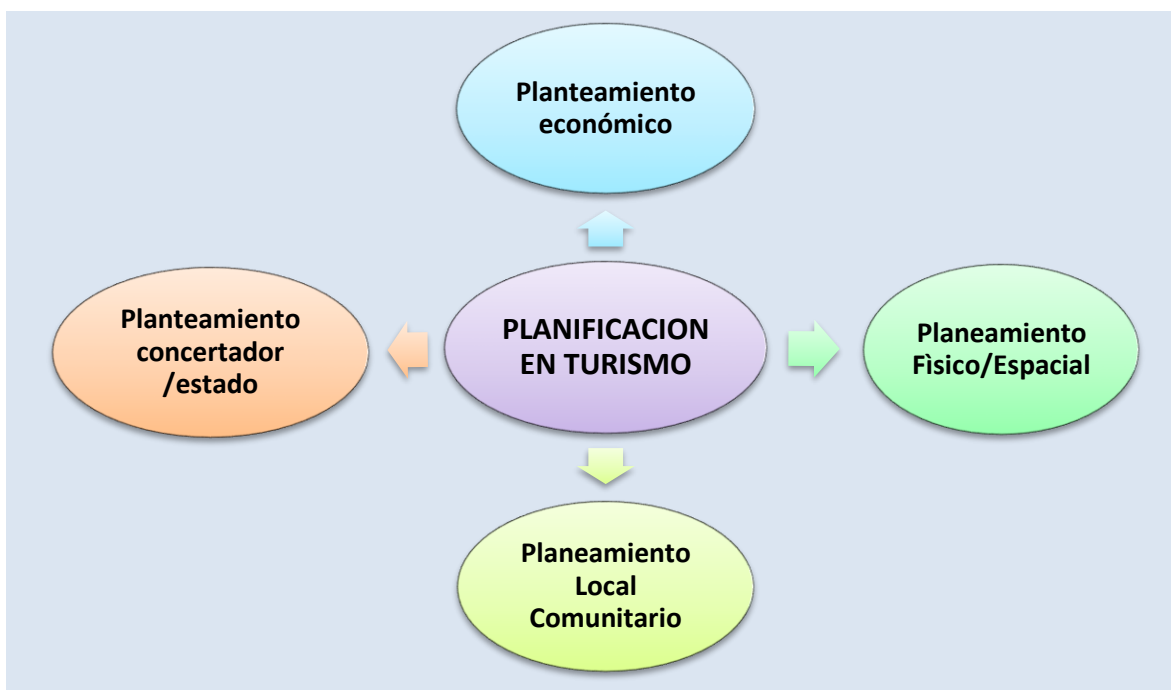 Planteamiento
económico
Planteamiento
concertador
/estado
PLANIFICACION
EN TURISMO
Planeamiento
Fìsico/Espacial
Planeamiento
Local
Comunitario